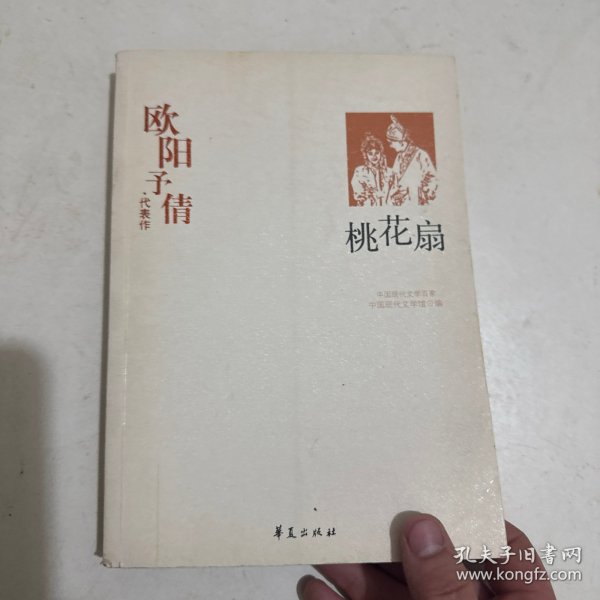 欧阳予倩
·代表作
桃花扇
中国现代文学百家
中国现代文学馆◎编
华夏出版社
孔夫子旧书网
www.kongfz.com